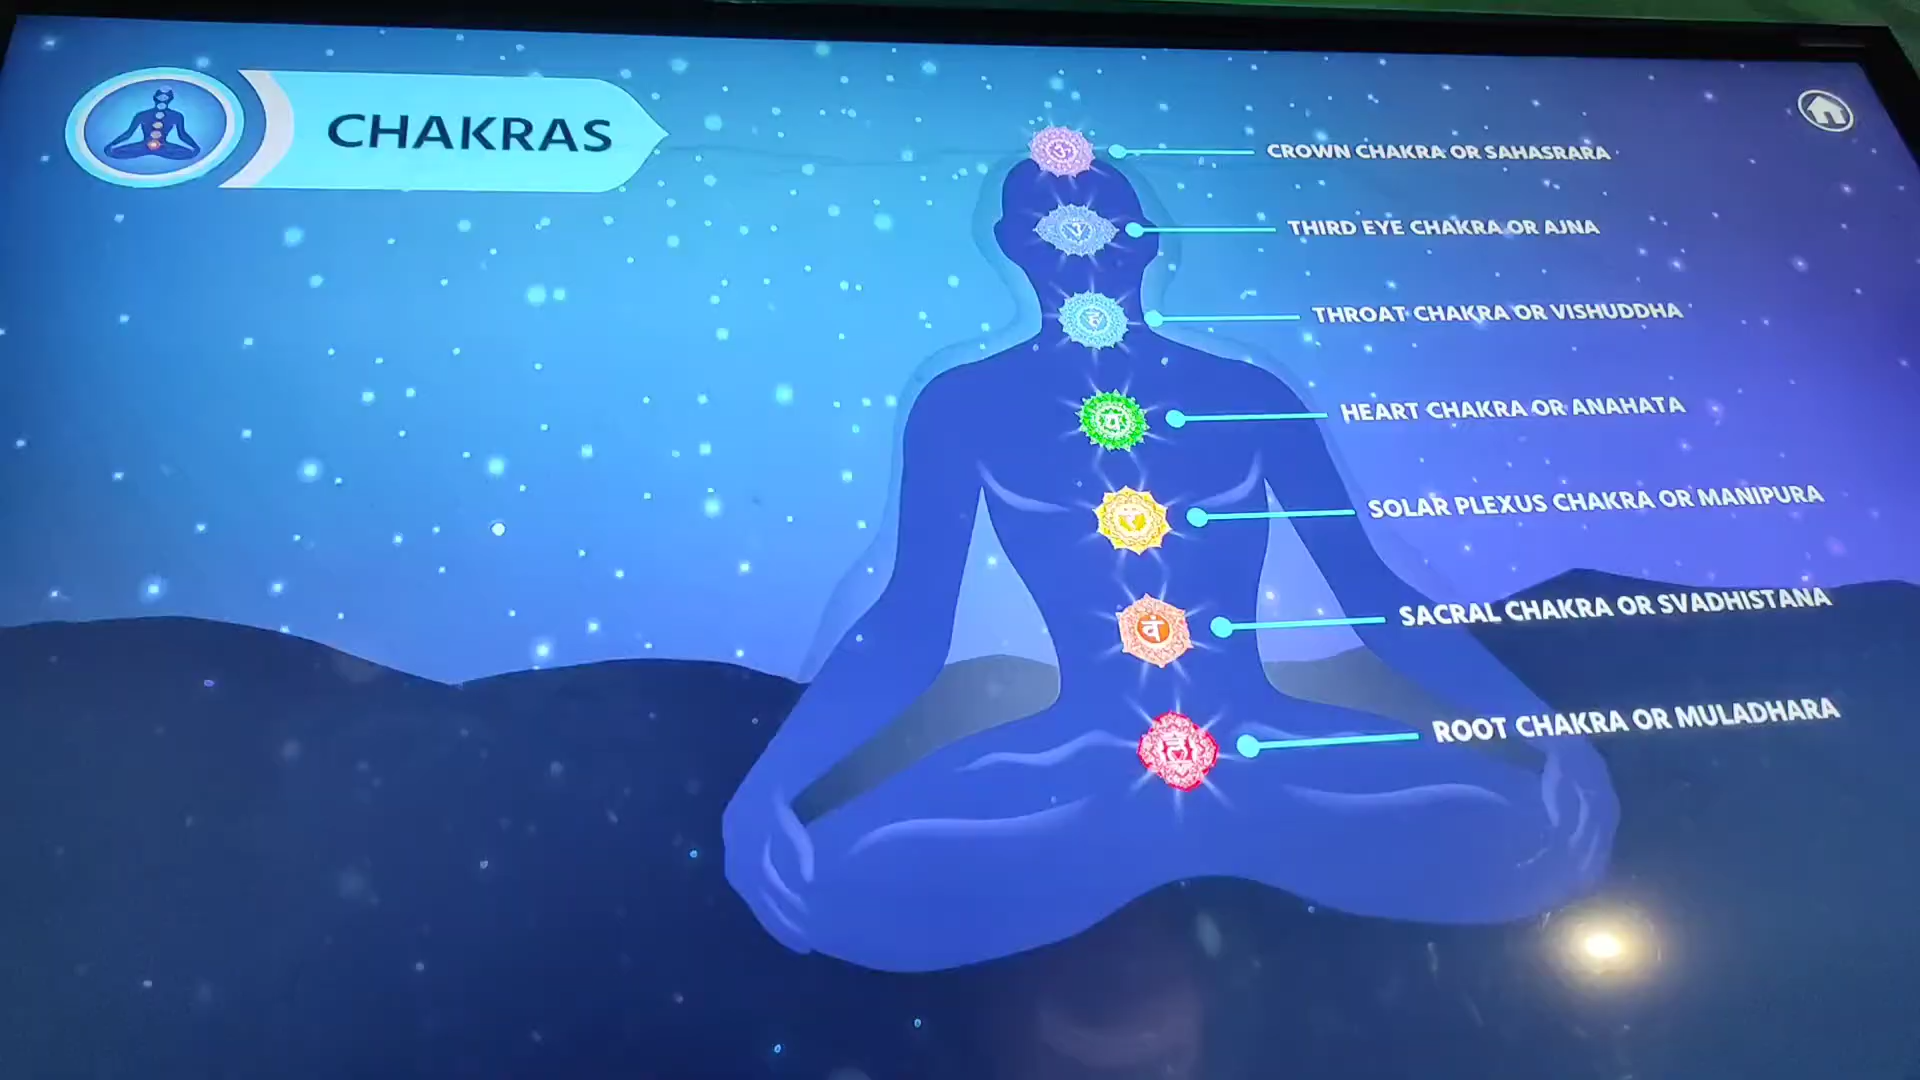 CHAKRAS
CROWN CHAKRA OR SAHASRARA
THIRD EYE CHAKRA OR AJNA
THROAT CHAKRA OR VISHUDDHA
HEART CHAKRA OR ANAHATA
SOLAR PLEXUS CHAKRA OR MANIPURA
वं
SACRAL CHAKRA OR SVADHISTANA
ROOT CHAKRA OR MULADHARA